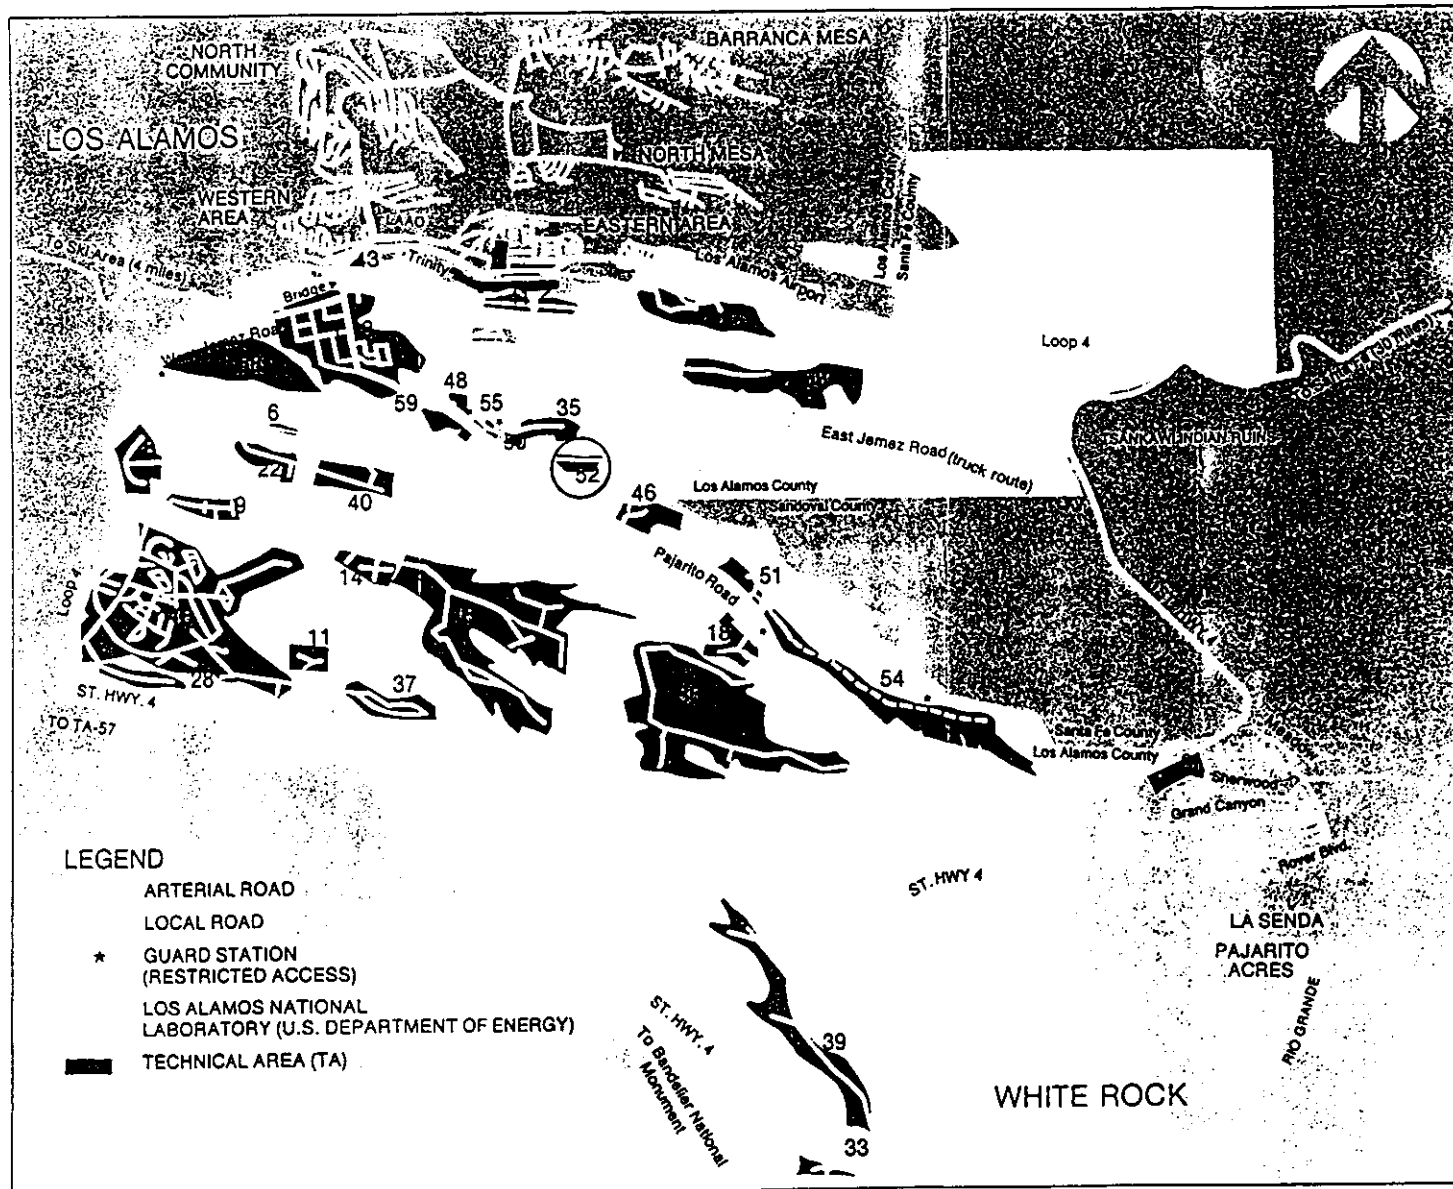 NORTH
COMMUNITY
BARRANCA MESA
LOS ALAMOS
NORTH MESA
WESTERN
AREA
LAAO
EASTERN AREA
Los Alamos County
Santa Fe County
To Ski Area (4 miles)
43
Trinity
Los Alamos Airport
Bridge
Loop 4
48
59
55
35
6
East Jemez Road (truck route)
TSANKAWI INDIAN RUINS
22
52
40
9
46
Los Alamos County
Sandoval County
Pajarito Road
51
Loop 4
14
18
11
28
37
54
ST. HWY. 4
TO TA-57
Santa Fe County
Los Alamos County
Sherwood
Grand Canyon
Rover Blvd.
LEGEND
ARTERIAL ROAD
LOCAL ROAD
★ GUARD STATION
(RESTRICTED ACCESS)
LOS ALAMOS NATIONAL
LABORATORY (U.S. DEPARTMENT OF ENERGY)
TECHNICAL AREA (TA)
ST. HWY 4
LA SENDA
PAJARITO
ACRES
RIO GRANDE
ST. HWY. 4
To Bandelier National
Monument
39
WHITE ROCK
33